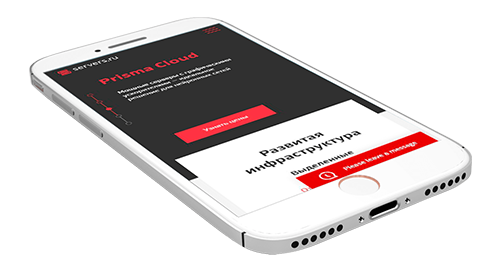 servers.ru
Prisma Cloud
Мощные серверы с графическими
ускорителями – идеальное
решение для нейронных сетей
Узнать цены
Развитая
инфраструктура
Выделенные
Please leave a message